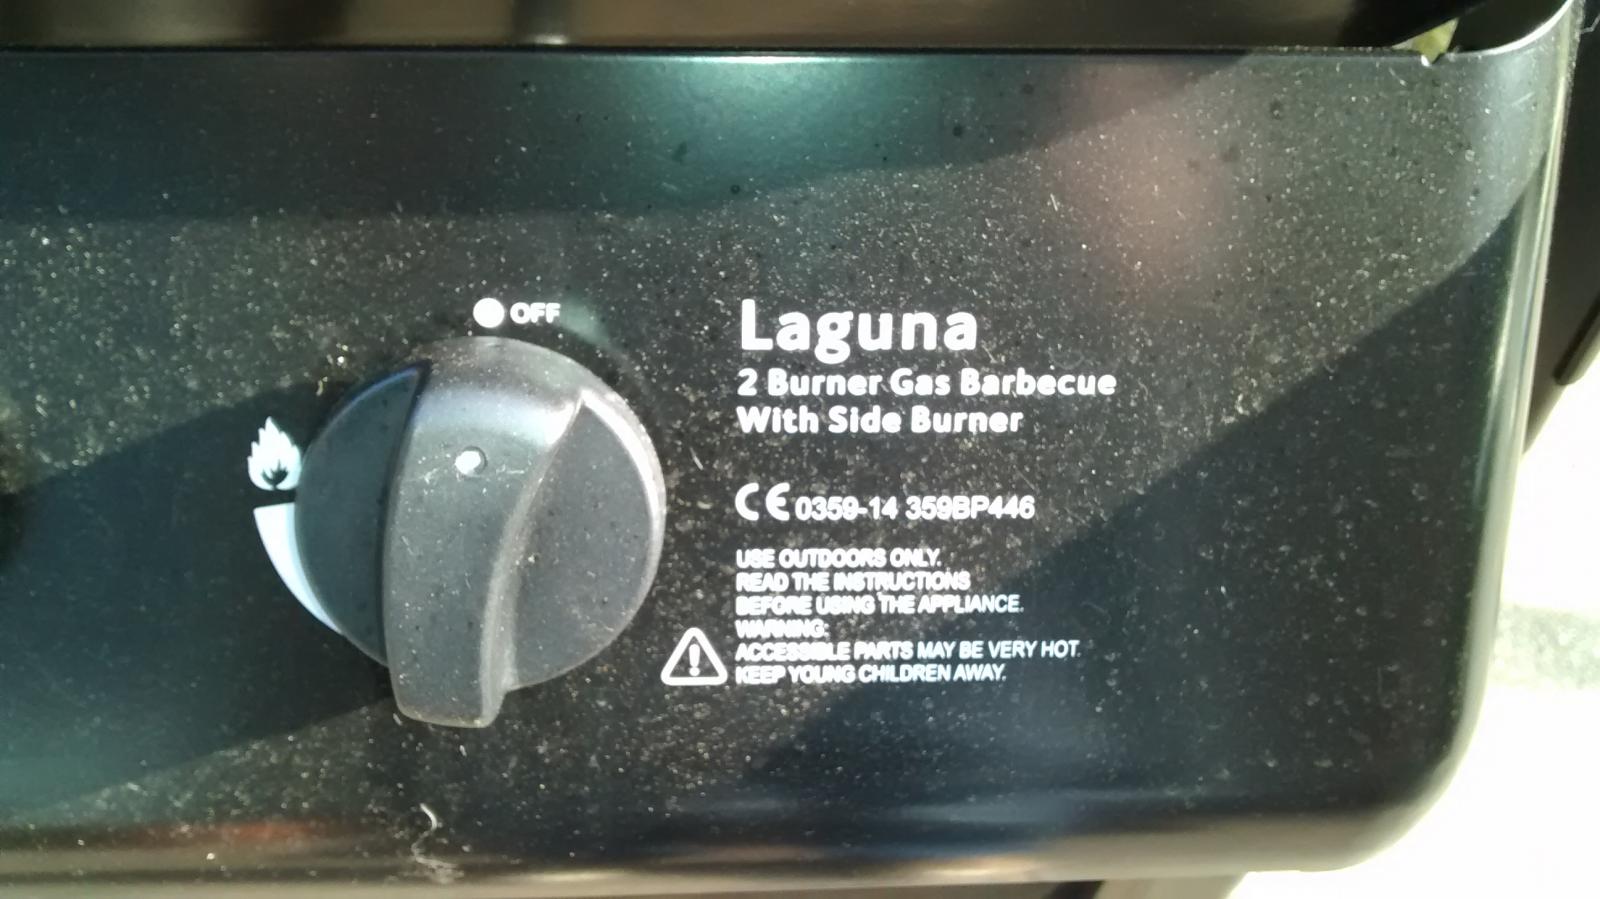 OFF
Laguna
2 Burner Gas Barbecue
With Side Burner
CE 0359-14 359BP446
USE OUTDOORS ONLY.
READ THE INSTRUCTIONS
BEFORE USING THE APPLIANCE.
WARNING:
ACCESSIBLE PARTS MAY BE VERY HOT.
KEEP YOUNG CHILDREN AWAY.